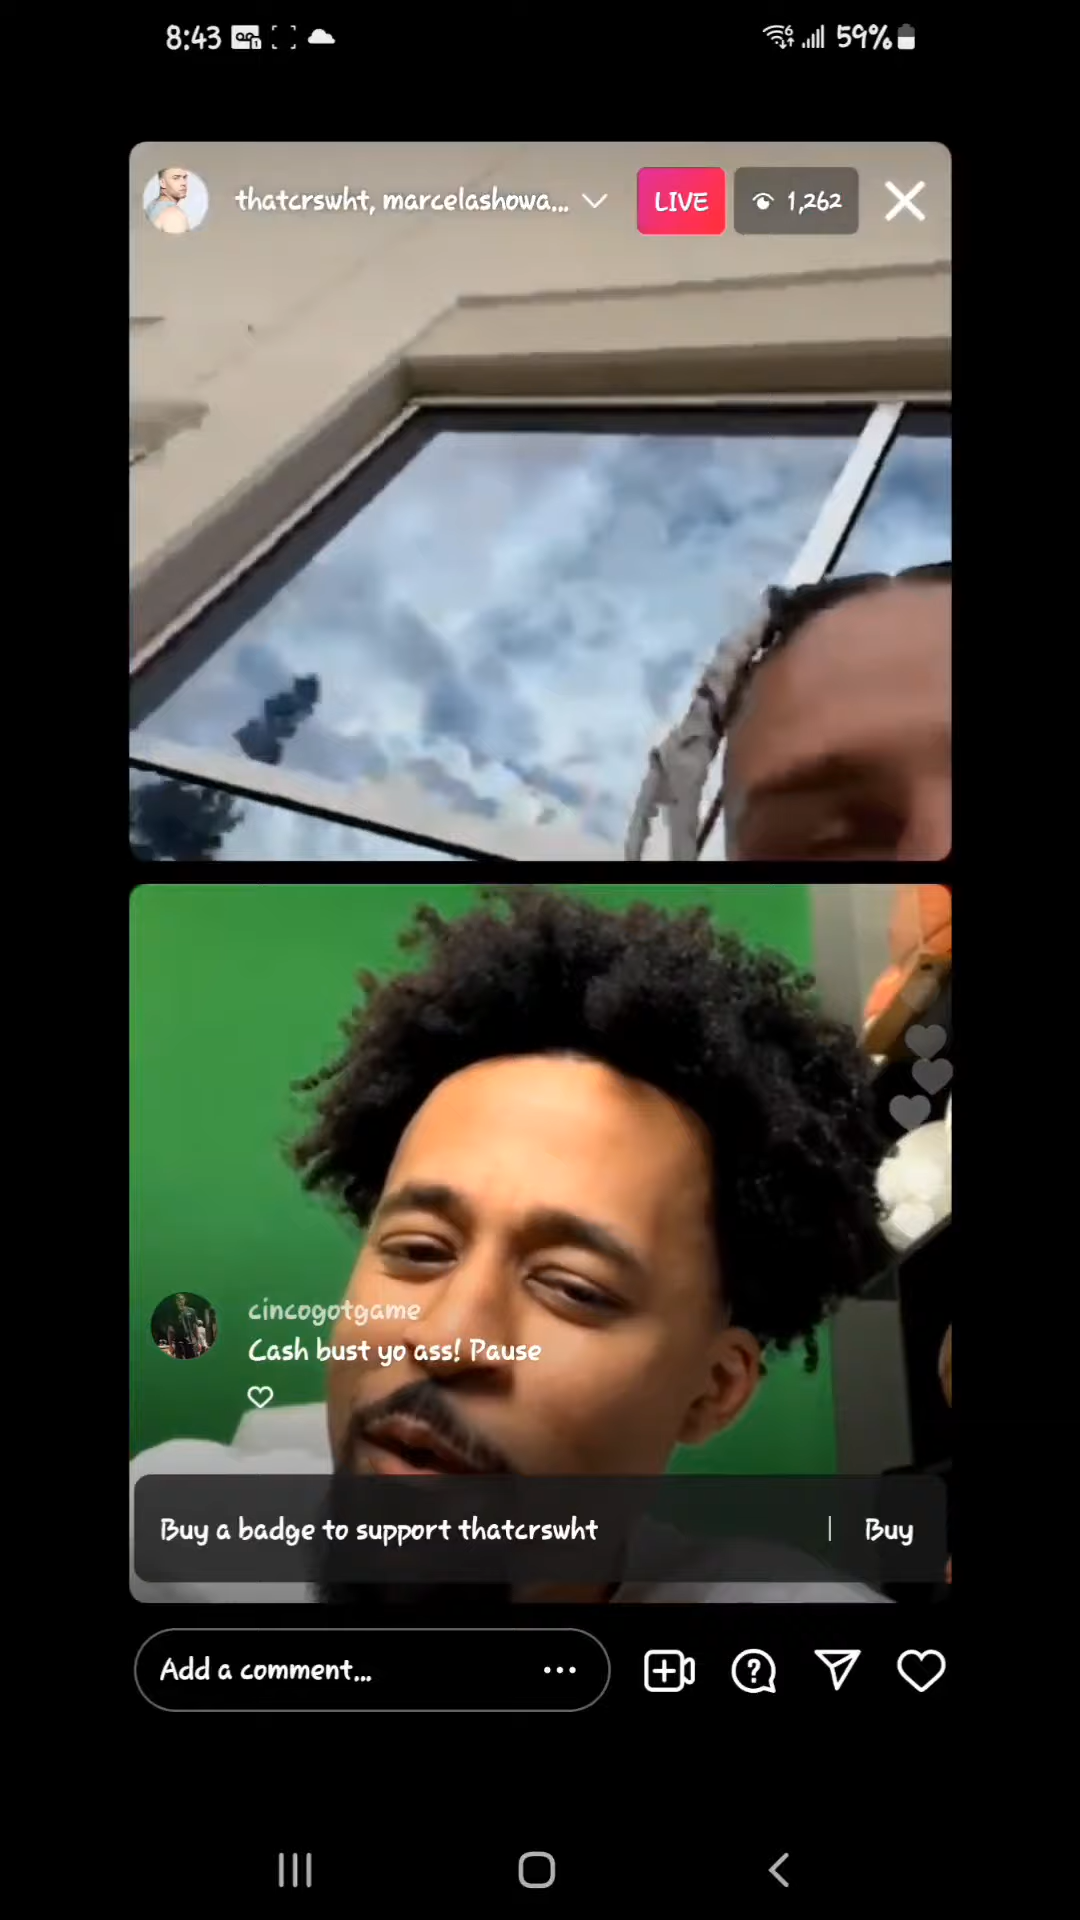 8:43
59%
thatcrswht, marcelashowa...
LIVE
1,262
cincogotgame
Cash bust yo ass! Pause
Buy a badge to support thatcrswht
Buy
Add a comment...